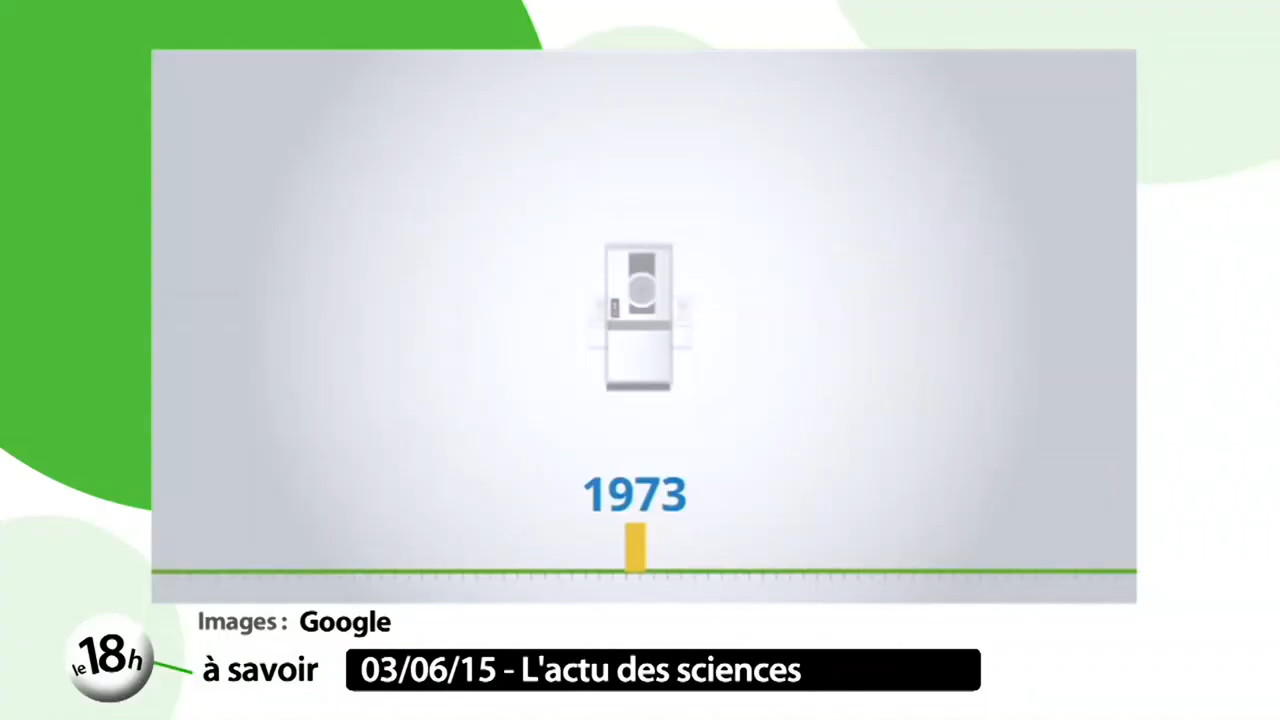 1973
Images : Google
le 18h
à savoir
03/06/15 - L'actu des sciences